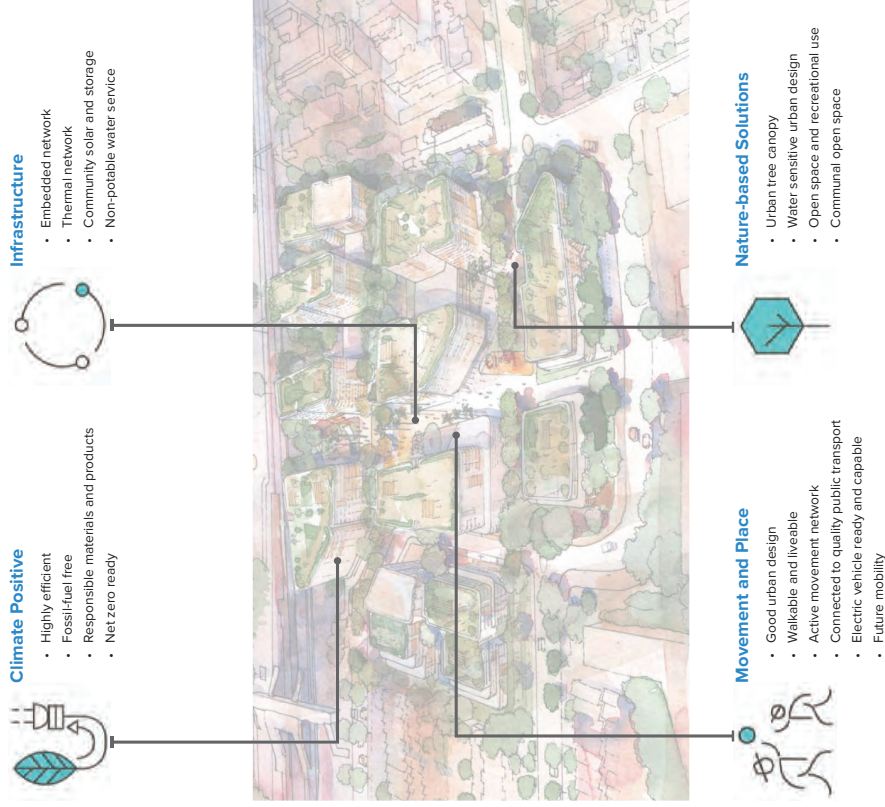 Climate Positive
• Highly efficient
• Fossil-fuel free
• Responsible materials and products
• Net zero ready
Infrastructure
• Embedded network
• Thermal network
• Community solar and storage
• Non-potable water service
Movement and Place
• Good urban design
• Walkable and liveable
• Active movement network
• Connected to quality public transport
• Electric vehicle ready and capable
• Future mobility
Nature-based Solutions
• Urban tree canopy
• Water sensitive urban design
• Open space and recreational use
• Communal open space